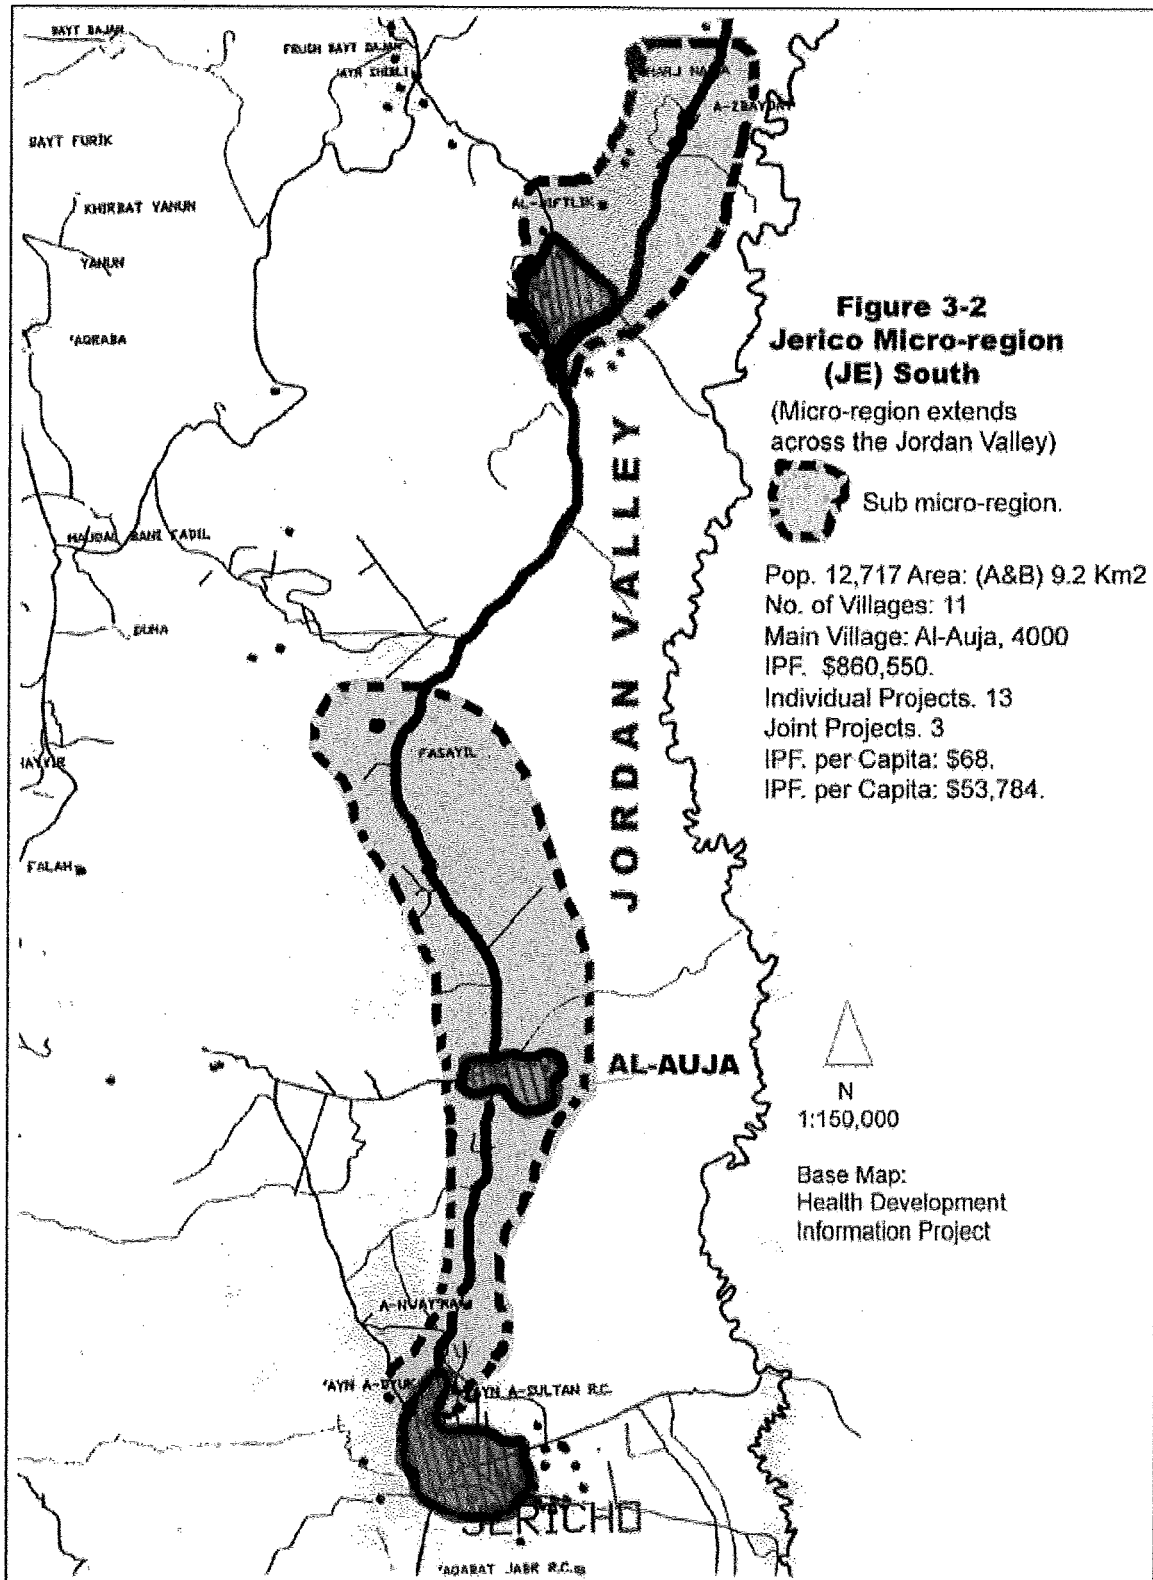 BAYT DAJAN
FRUSH BAYT DAJAN
A-ZBAYDAT
BAYT FURIK
KHIRBAT YANUN
AL-JIFTLIK
YANUN
'AQRABA
Figure 3-2
Jerico Micro-region
(JE) South
(Micro-region extends
across the Jordan Valley)
Sub micro-region.
MAJDAL BANI FADIL
JORDAN VALLEY
Pop. 12,717 Area: (A&B) 9.2 Km2
No. of Villages: 11
DUMA
Main Village: Al-Auja, 4000
IPF. $860,550.
Individual Projects. 13
Joint Projects. 3
FASAYIL
IPF. per Capita: $68.
IPF. per Capita: $53,784.
FALAH
AL-AUJA
N
1:150,000
Base Map:
Health Development
Information Project
'AYN A-DYUK
'AYN A-SULTAN R.C.
JERICHO
'AQABAT JABR R.C.